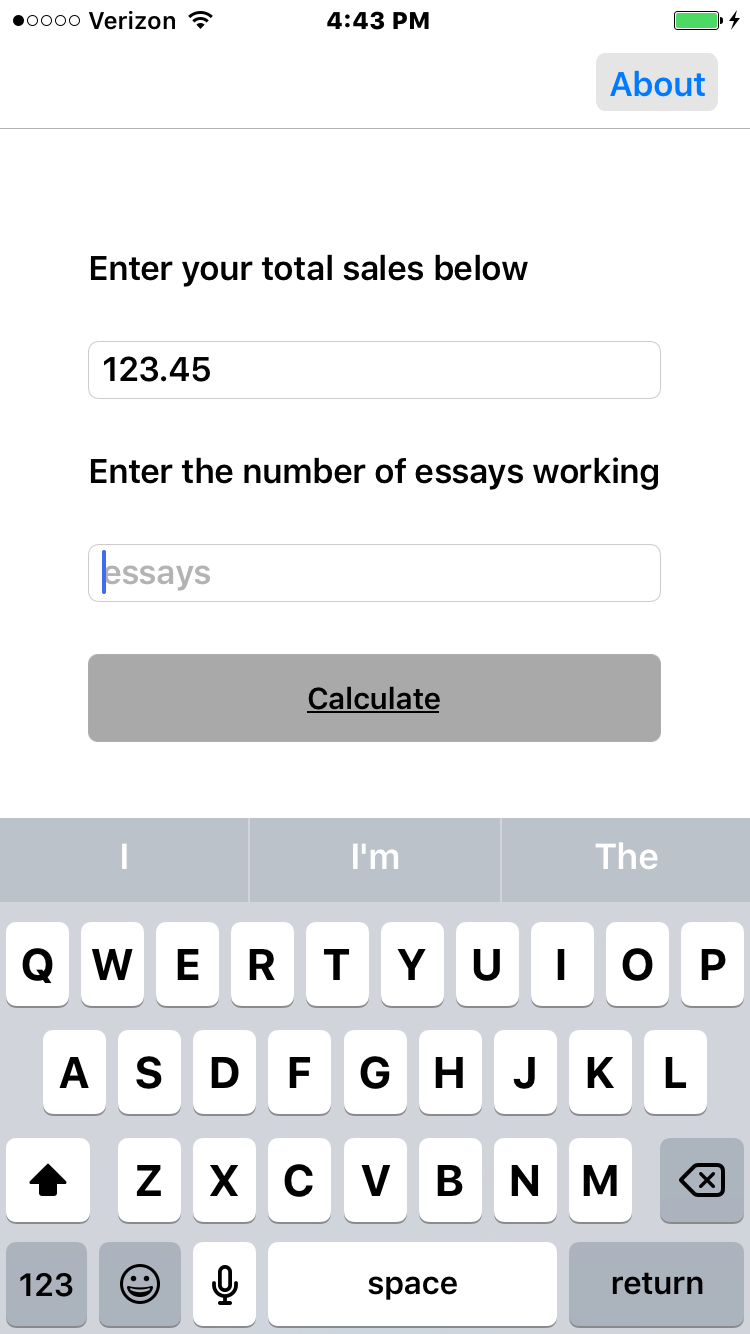 Verizon 4:43 PM
About
Enter your total sales below
123.45
Enter the number of essays working
essays
Calculate
I I'm The
Q W E R T Y U I O P
A S D F G H J K L
Z X C V B N M
123 space return